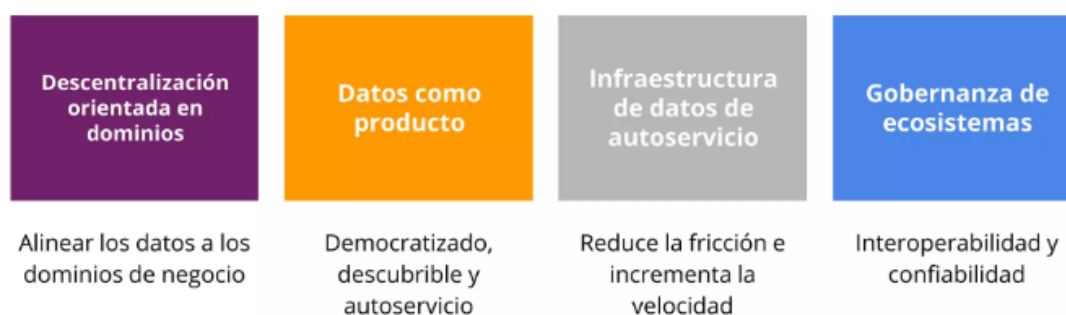 Descentralización
orientada en
dominios
Datos como
producto
Infraestructura
de datos de
autoservicio
Gobernanza de
ecosistemas
Alinear los datos a los
dominios de negocio
Democratizado,
descubrible y
autoservicio
Reduce la fricción e
incrementa la
velocidad
Interoperabilidad y
confiabilidad